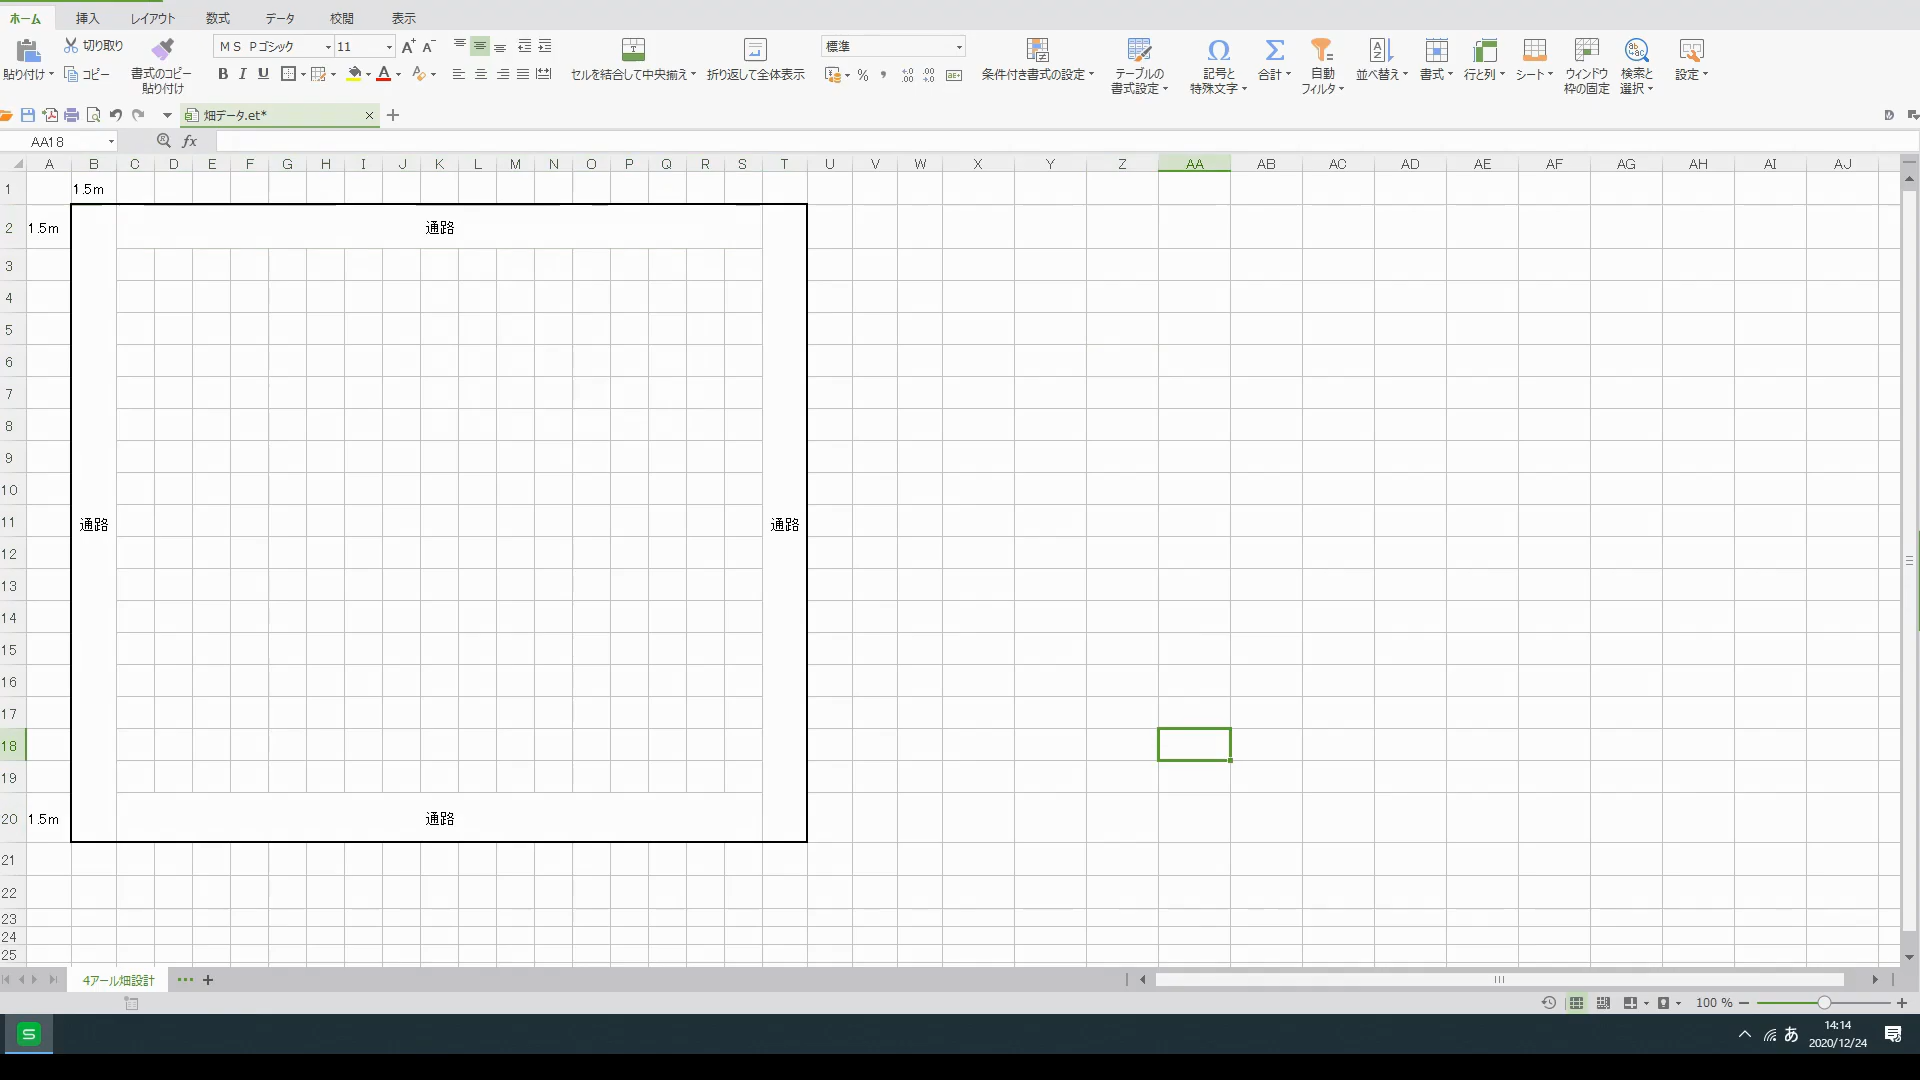 ホーム 挿入 レイアウト 数式 データ 校閲 表示
切り取り ＭＳ Ｐゴシック 11 標準
貼り付け コピー 書式のコピー 貼り付け B I U セルを結合して中央揃え 折り返して全体表示 % 条件付き書式の設定 テーブルの 書式設定 記号と 特殊文字 合計 自動 フィルタ 並べ替え 書式 行と列 シート ウィンドウ 枠の固定 検索と 選択 設定
畑データ.et*
AA18 fx
A B C D E F G H I J K L M N O P Q R S T U V W X Y Z AA AB AC AD AE AF AG AH AI AJ
1 1.5m
2 1.5m 通路
3
4
5
6
7
8
9
10
11 通路 通路
12
13
14
15
16
17
18
19
20 1.5m 通路
21
22
23
24
25
4アール畑設計
100 %
あ 14:14
2020/12/24